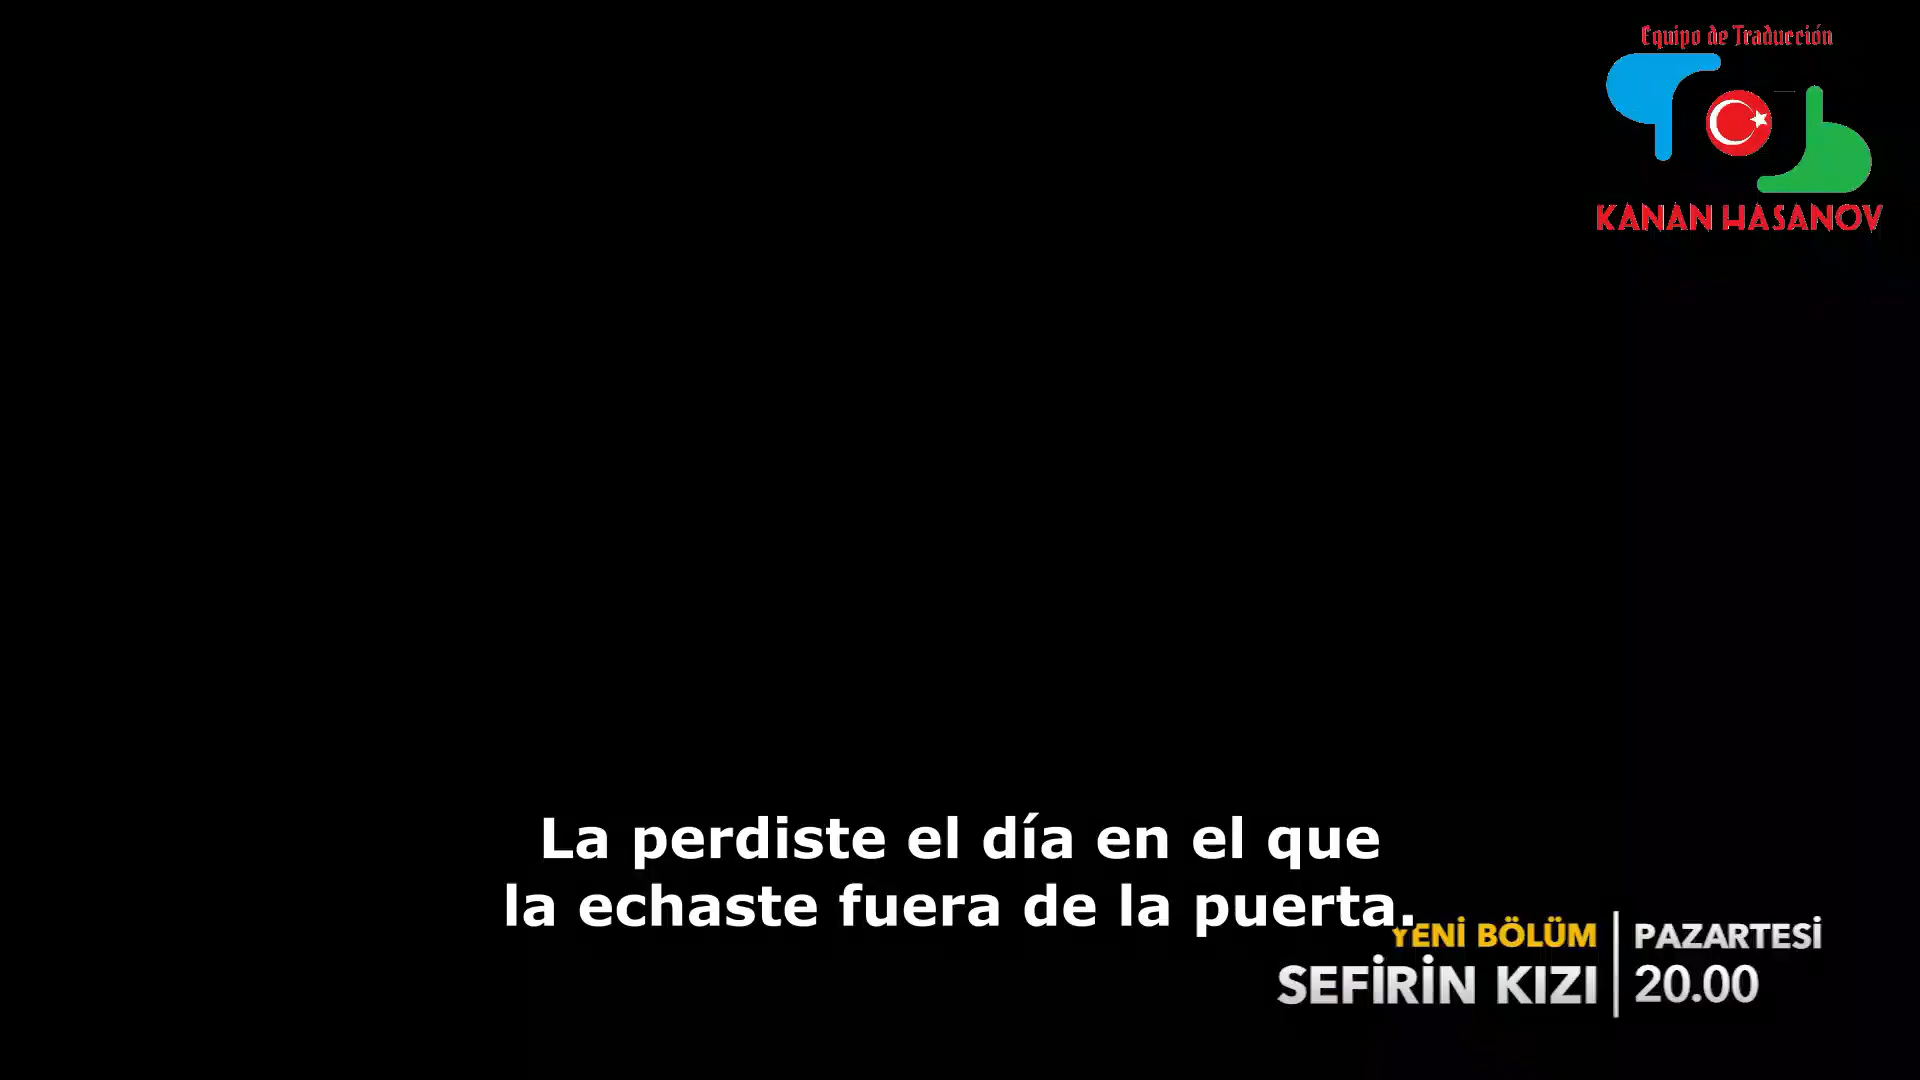 Equipo de Traducción
KANAN HASANOV
La perdiste el día en el que
la echaste fuera de la puerta.
YENİ BÖLÜM
SEFİRİN KIZI
PAZARTESİ
20.00